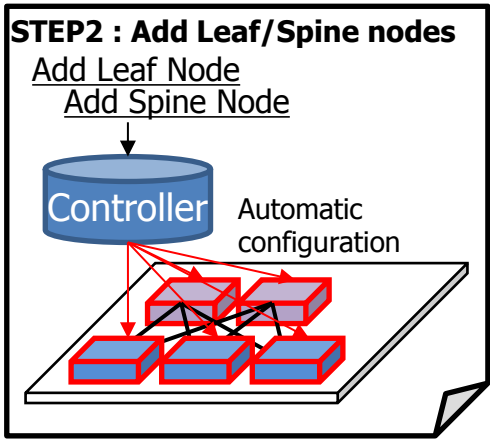 STEP2 : Add Leaf/Spine nodes
Add Leaf Node
Add Spine Node
Controller
Automatic
configuration